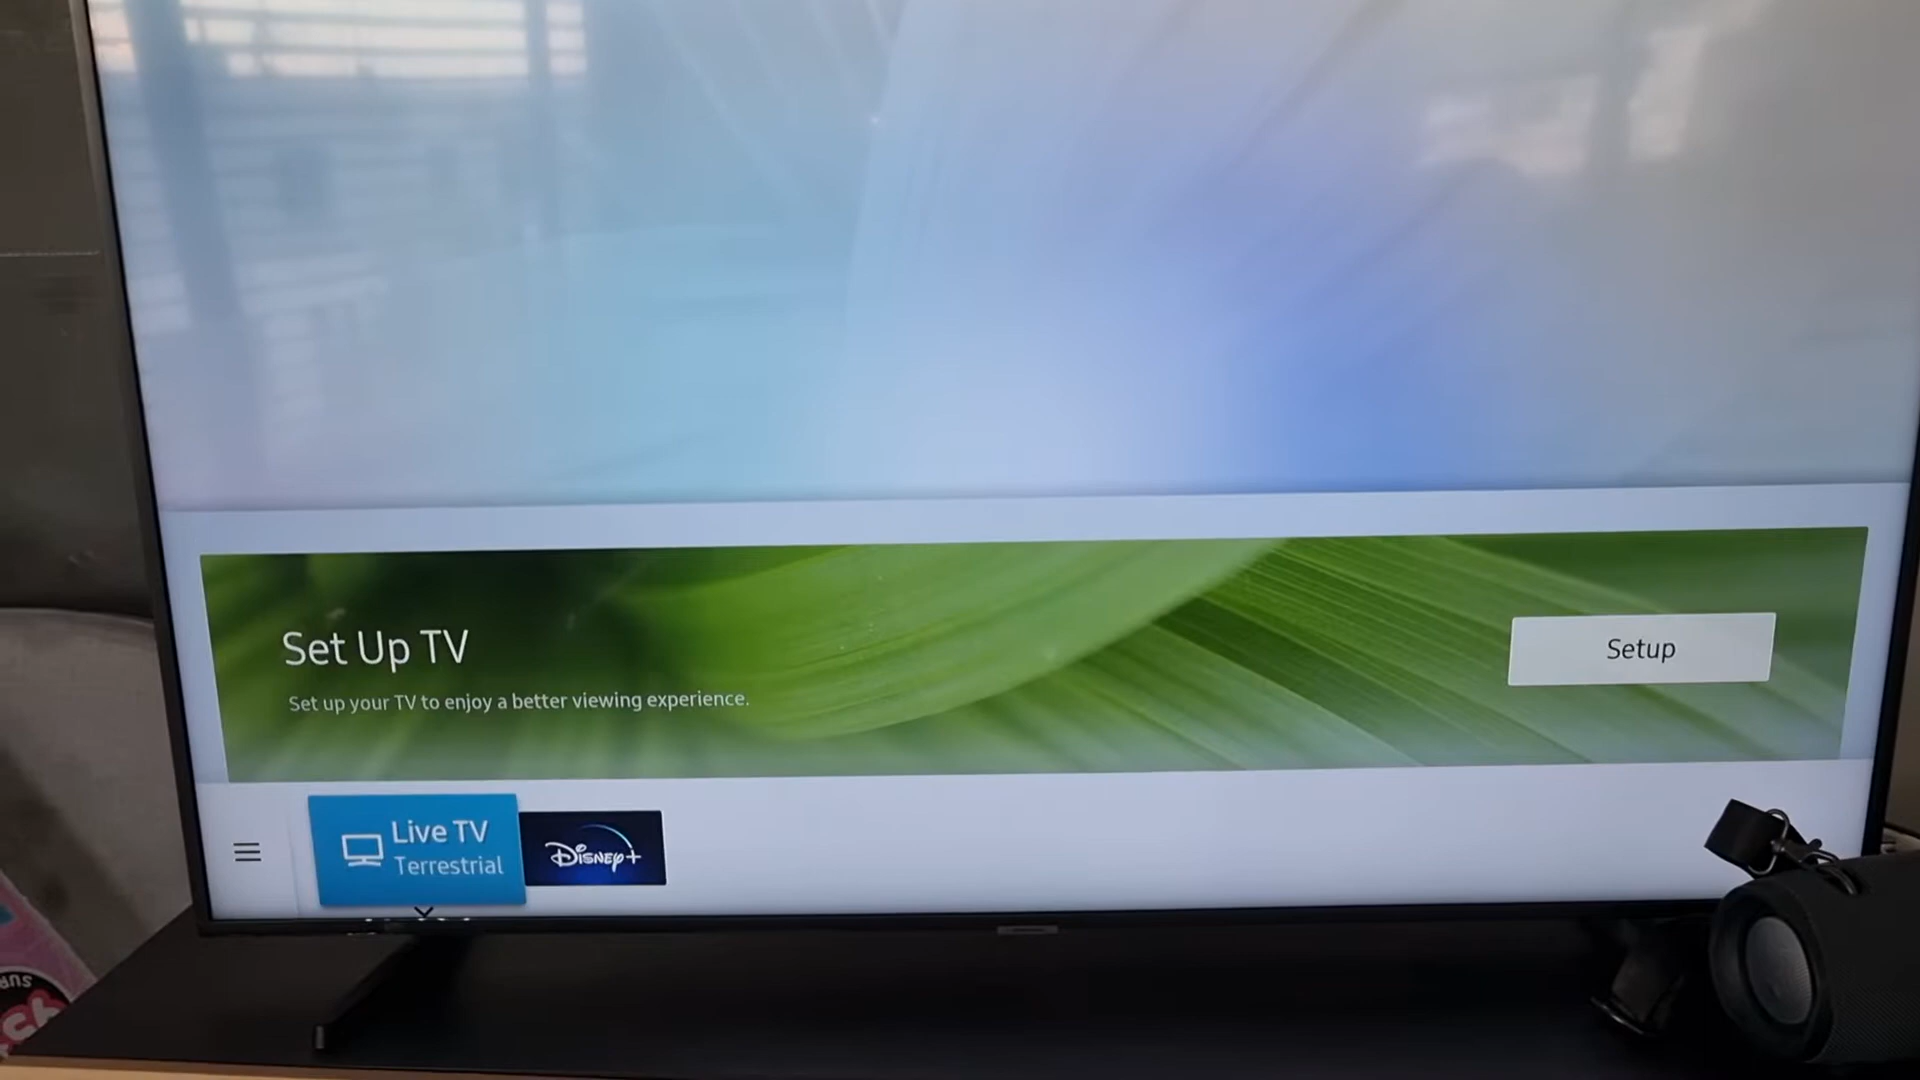 Set Up TV
Set up your TV to enjoy a better viewing experience.
Setup
Live TV
Terrestrial
Disney+